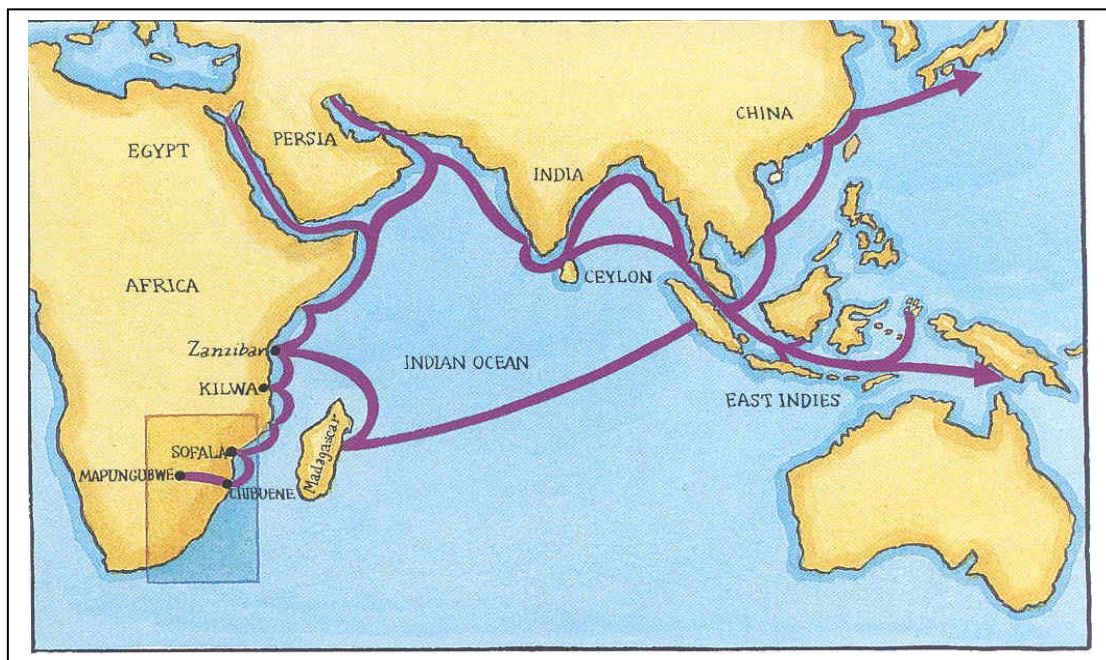 CHINA
EGYPT
PERSIA
INDIA
CEYLON
AFRICA
Zanzibar
INDIAN OCEAN
KILWA
EAST INDIES
SOFALA
Madagascar
MAPUNGUBWE
CHIBUENE